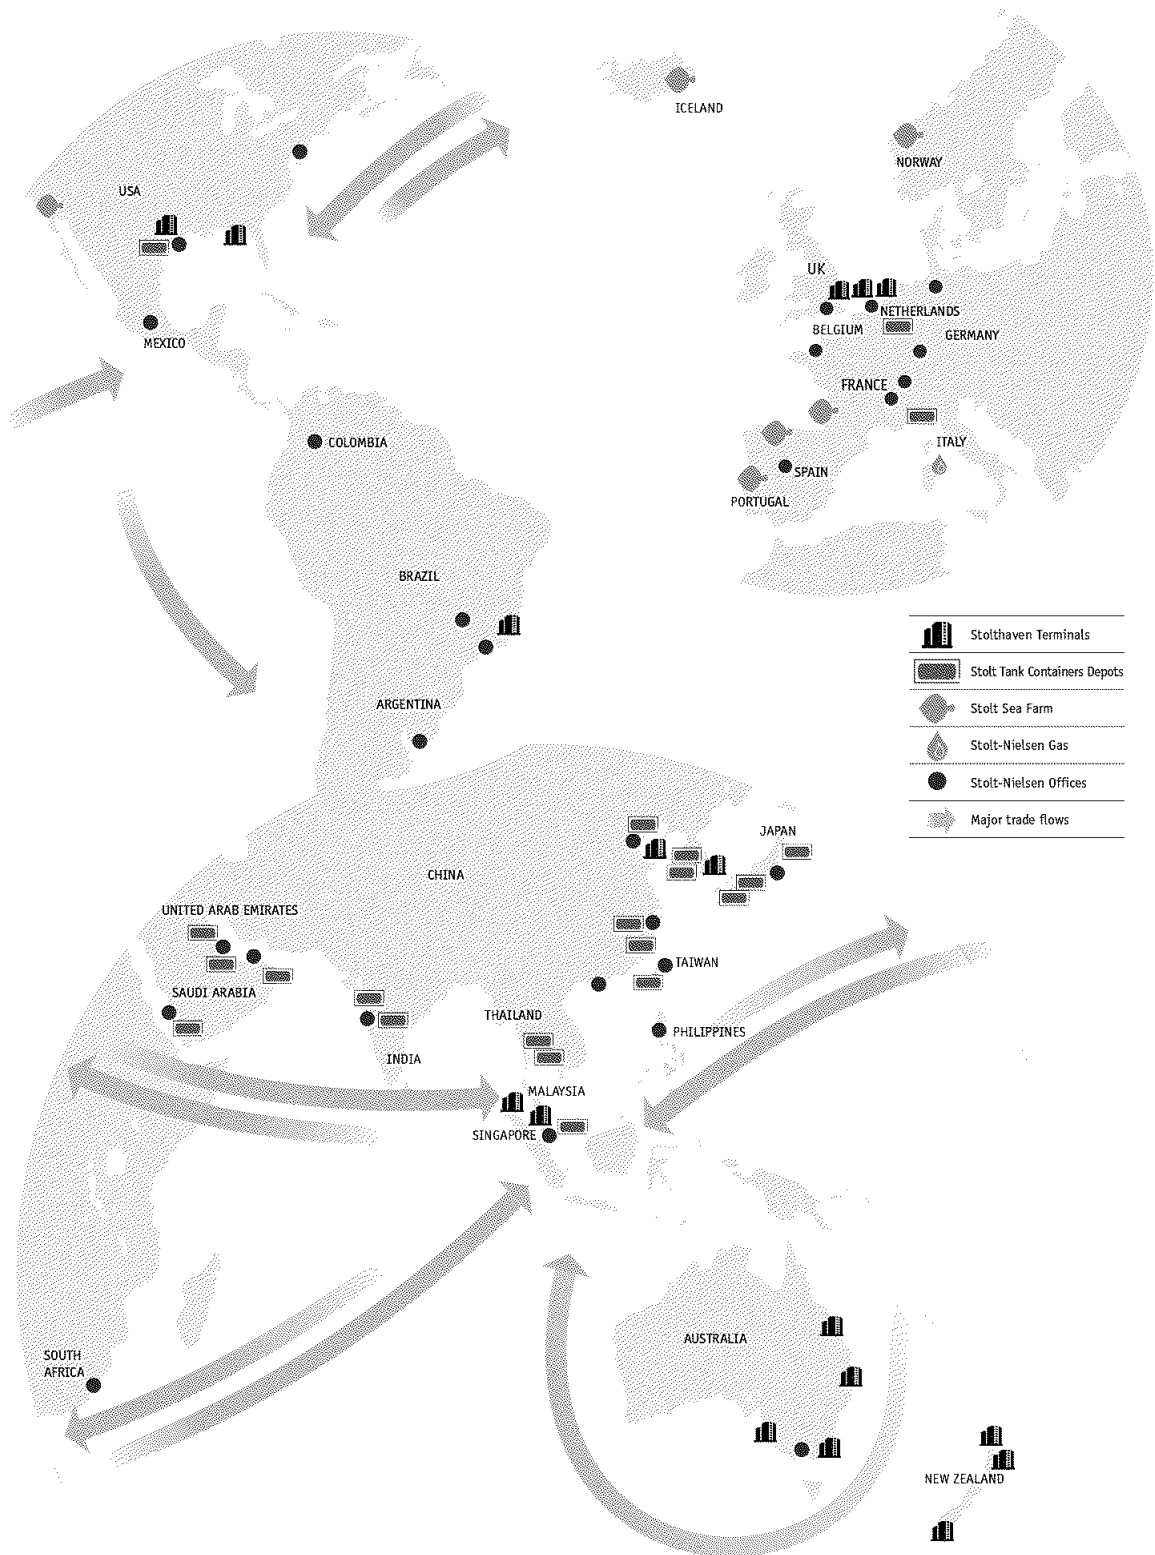 ICELAND
NORWAY
USA
UK
NETHERLANDS
BELGIUM
GERMANY
MEXICO
FRANCE
COLOMBIA
ITALY
SPAIN
PORTUGAL
BRAZIL
Stolthaven Terminals
Stolt Tank Containers Depots
Stolt Sea Farm
Stolt-Nielsen Gas
Stolt-Nielsen Offices
Major trade flows
ARGENTINA
JAPAN
CHINA
UNITED ARAB EMIRATES
TAIWAN
SAUDI ARABIA
THAILAND
PHILIPPINES
INDIA
MALAYSIA
SINGAPORE
AUSTRALIA
SOUTH
AFRICA
NEW ZEALAND